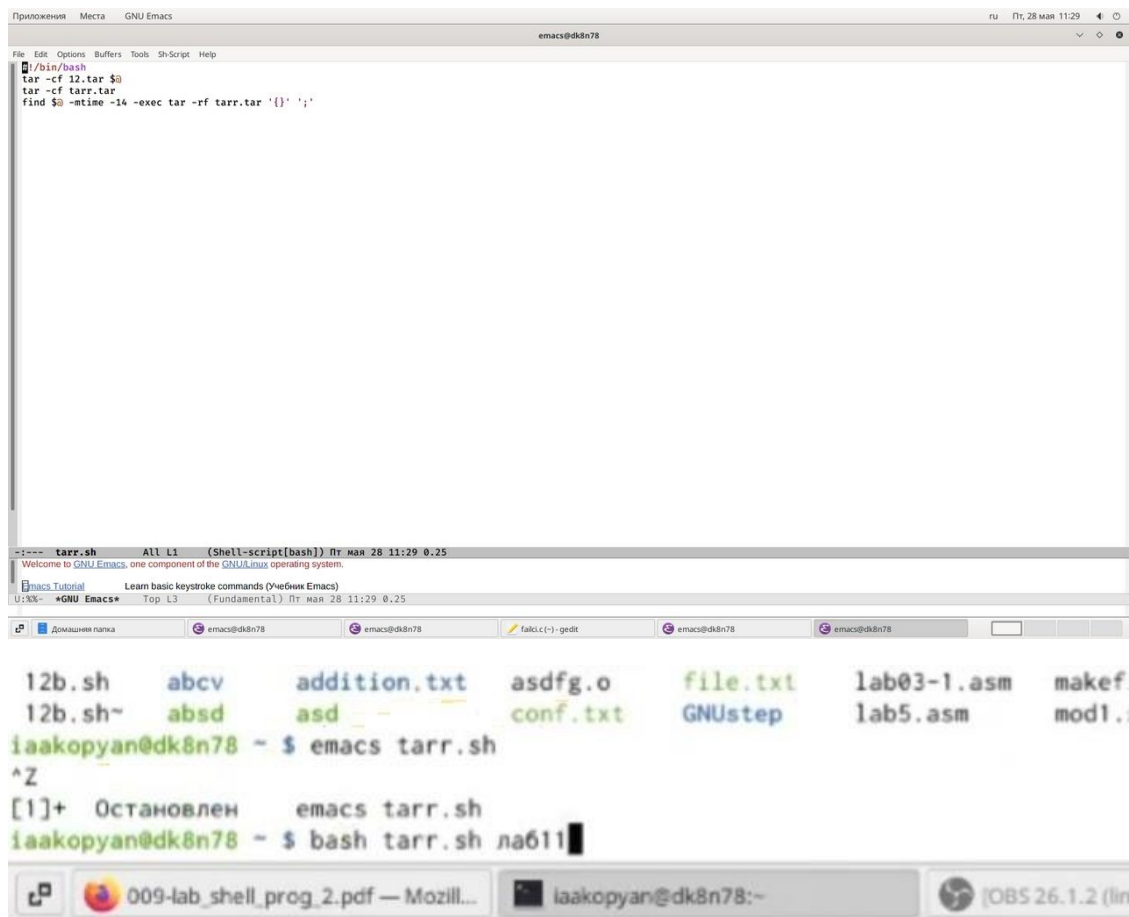 Приложения Места GNU Emacs ru Пт, 28 мая 11:29
emacs@dk8n78
File Edit Options Buffers Tools Sh-Script Help
#!/bin/bash
tar -cf 12.tar $@
tar -cf tarr.tar
find $@ -mtime -14 -exec tar -rf tarr.tar '{}' ';'
-:--- tarr.sh All L1 (Shell-script[bash]) Пт мая 28 11:29 0.25
Welcome to GNU Emacs, one component of the GNU/Linux operating system.
Emacs Tutorial Learn basic keystroke commands (Учебник Emacs)
U:%%- *GNU Emacs* Top L3 (Fundamental) Пт мая 28 11:29 0.25
Домашняя папка emacs@dk8n78 emacs@dk8n78 failci.c (~) - gedit emacs@dk8n78 emacs@dk8n78
12b.sh abcv addition.txt asdfg.o file.txt lab03-1.asm makef
12b.sh~ absd asd conf.txt GNUstep lab5.asm mod1.
iaakopyan@dk8n78 ~ $ emacs tarr.sh
^Z
[1]+ Остановлен emacs tarr.sh
iaakopyan@dk8n78 ~ $ bash tarr.sh лаб11
009-lab_shell_prog_2.pdf — Mozill... iaakopyan@dk8n78:~ [OBS 26.1.2 (lin